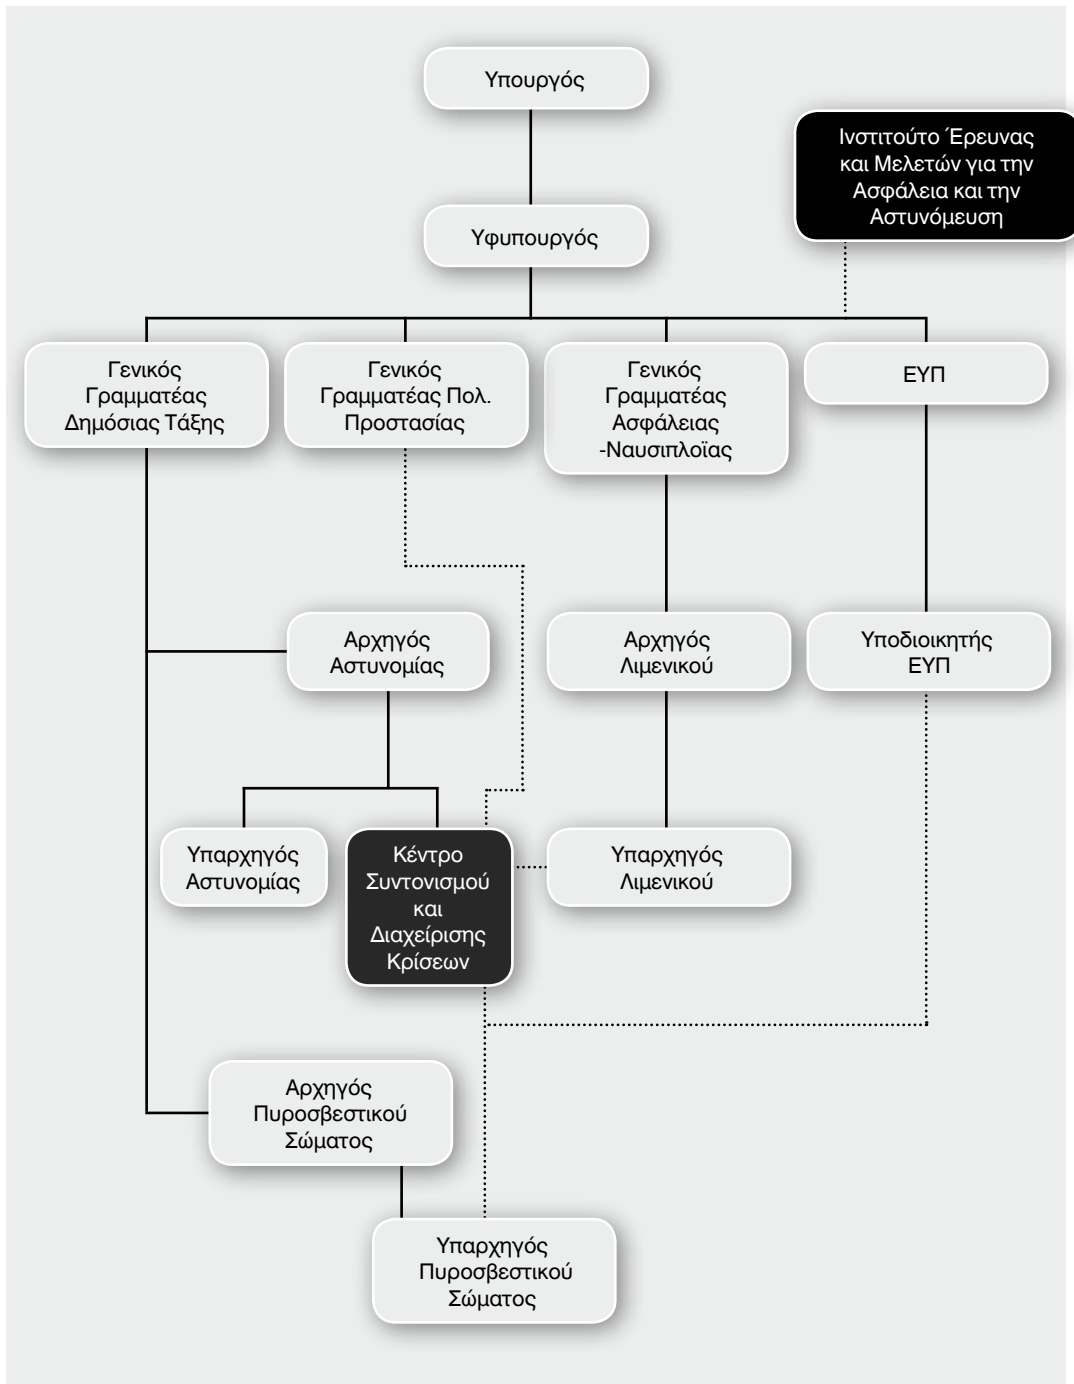 Υπουργός
Ινστιτούτο Έρευνας
και Μελετών για την
Ασφάλεια και την
Αστυνόμευση
Υφυπουργός
Γενικός
Γραμματέας
Δημόσιας Τάξης
Γενικός
Γραμματέας Πολ.
Προστασίας
Γενικός
Γραμματέας
Ασφάλειας
-Ναυσιπλοΐας
ΕΥΠ
Αρχηγός
Αστυνομίας
Αρχηγός
Λιμενικού
Υποδιοικητής
ΕΥΠ
Υπαρχηγός
Αστυνομίας
Κέντρο
Συντονισμού
και
Διαχείρισης
Κρίσεων
Υπαρχηγός
Λιμενικού
Αρχηγός
Πυροσβεστικού
Σώματος
Υπαρχηγός
Πυροσβεστικού
Σώματος